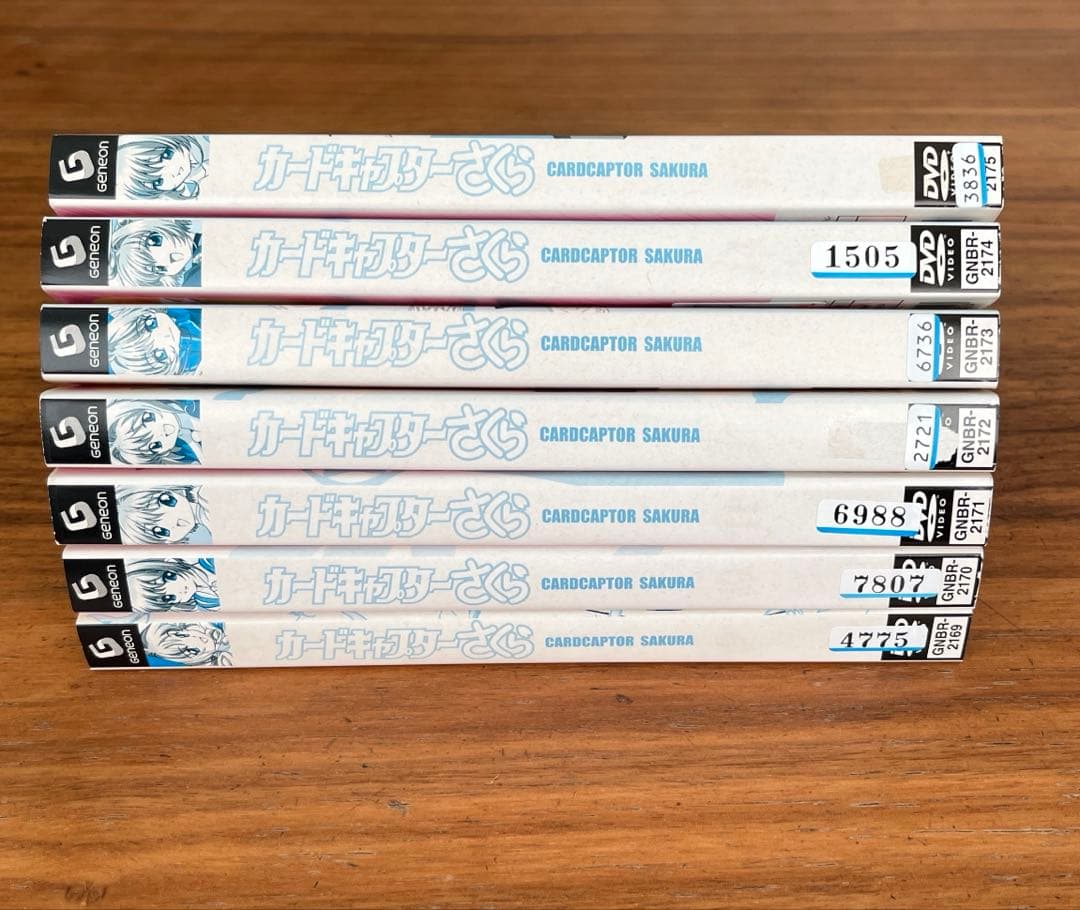 Geneon
カードキャプターさくら CARDCAPTOR SAKURA
DVD
3836
2175
Geneon
カードキャプターさくら CARDCAPTOR SAKURA
1505
DVD
VIDEO
GNBR-
2174
Geneon
カードキャプターさくら CARDCAPTOR SAKURA
6736
VIDEO
GNBR-
2173
Geneon
カードキャプターさくら CARDCAPTOR SAKURA
2721
GNBR-
2172
Geneon
カードキャプターさくら CARDCAPTOR SAKURA
6988
DVD
VIDEO
GNBR-
2171
Geneon
カードキャプターさくら CARDCAPTOR SAKURA
7807
DVD
GNBR-
2170
Geneon
カードキャプターさくら CARDCAPTOR SAKURA
4775
DVD
GNBR-
2169